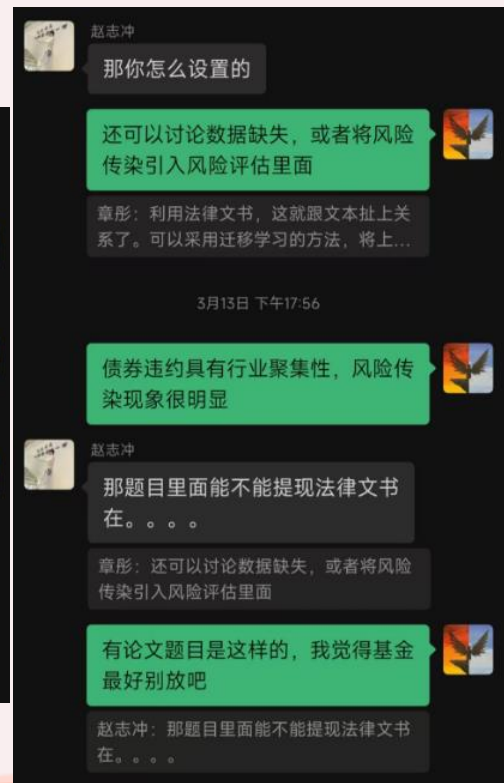 赵志冲
那你怎么设置的
还可以讨论数据缺失，或者将风险
传染引入风险评估里面
章彤：利用法律文书，这就跟文本扯上关
系了。可以采用迁移学习的方法，将上...
3月13日 下午17:56
债券违约具有行业聚集性，风险传
染现象很明显
赵志冲
那题目里面能不能提现法律文书
在。。。。
章彤：还可以讨论数据缺失，或者将风险
传染引入风险评估里面
有论文题目是这样的，我觉得基金
最好别放吧
赵志冲：那题目里面能不能提现法律文书
在。。。。